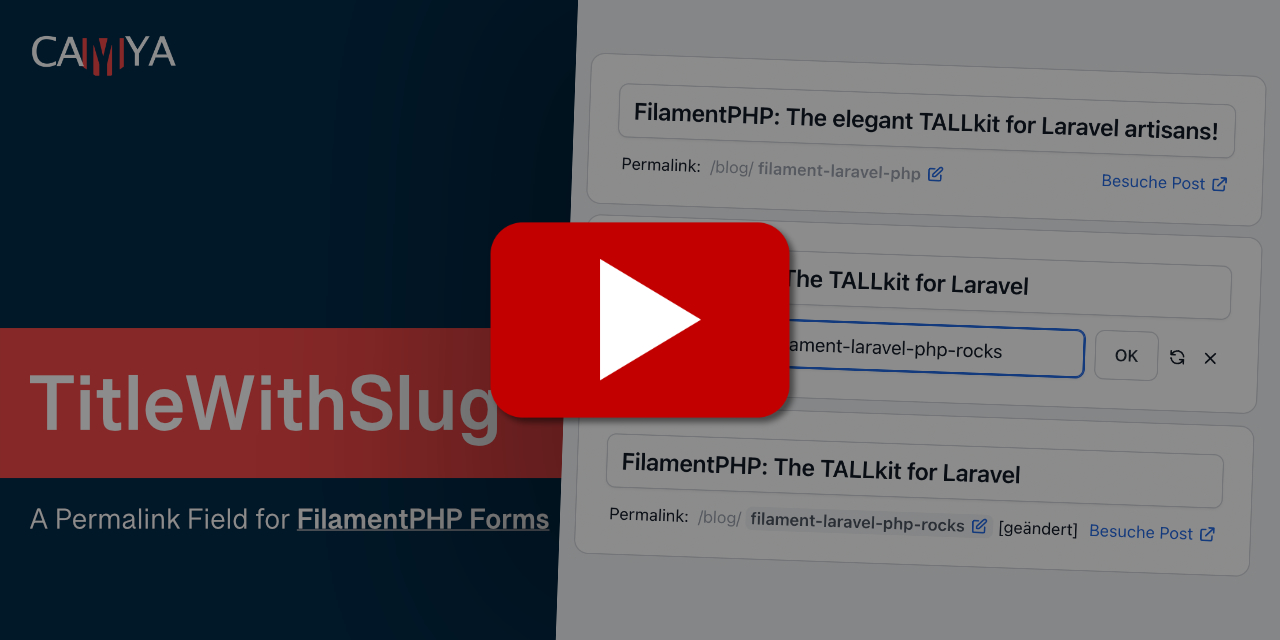 CAMYA
TitleWithSlug
A Permalink Field for FilamentPHP Forms
FilamentPHP: The elegant TALLkit for Laravel artisans!
Permalink: /blog/ filament-laravel-php
Besuche Post
The TALLkit for Laravel
ament-laravel-php-rocks
OK
FilamentPHP: The TALLkit for Laravel
Permalink: /blog/ filament-laravel-php-rocks [geändert] Besuche Post